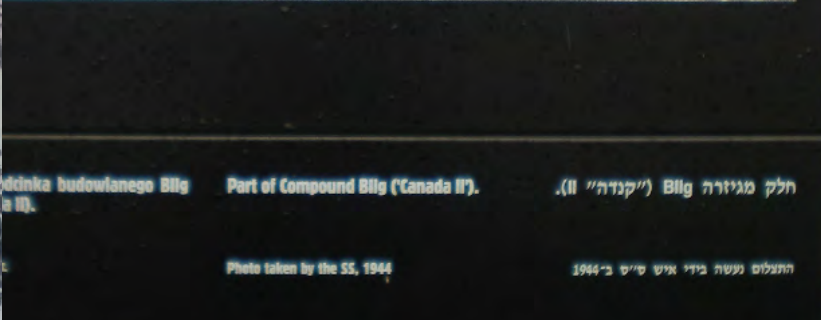 odcinka budowianego BIIg
a II).
Part of Compound BIIg ('Canada II').
Photo taken by the SS, 1944
חלק מגיזרה BIIg ("קנדה" II).
התצלום נעשה בידי איש ס״ס ב־1944